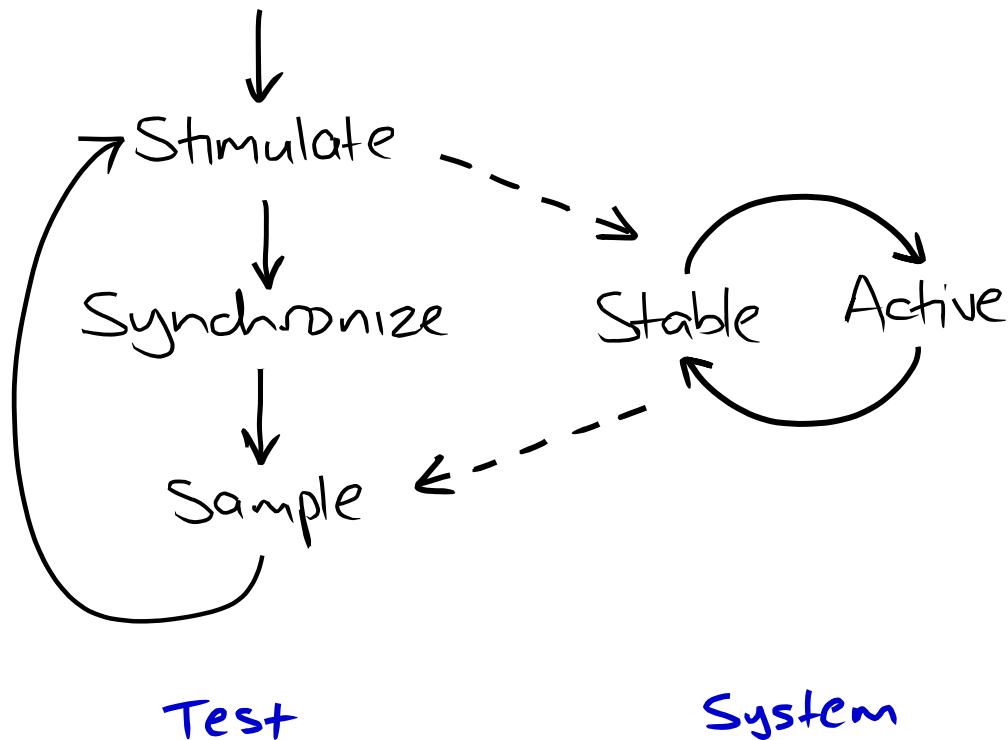 Stimulate
Synchronize
Sample
Stable
Active
Test
System